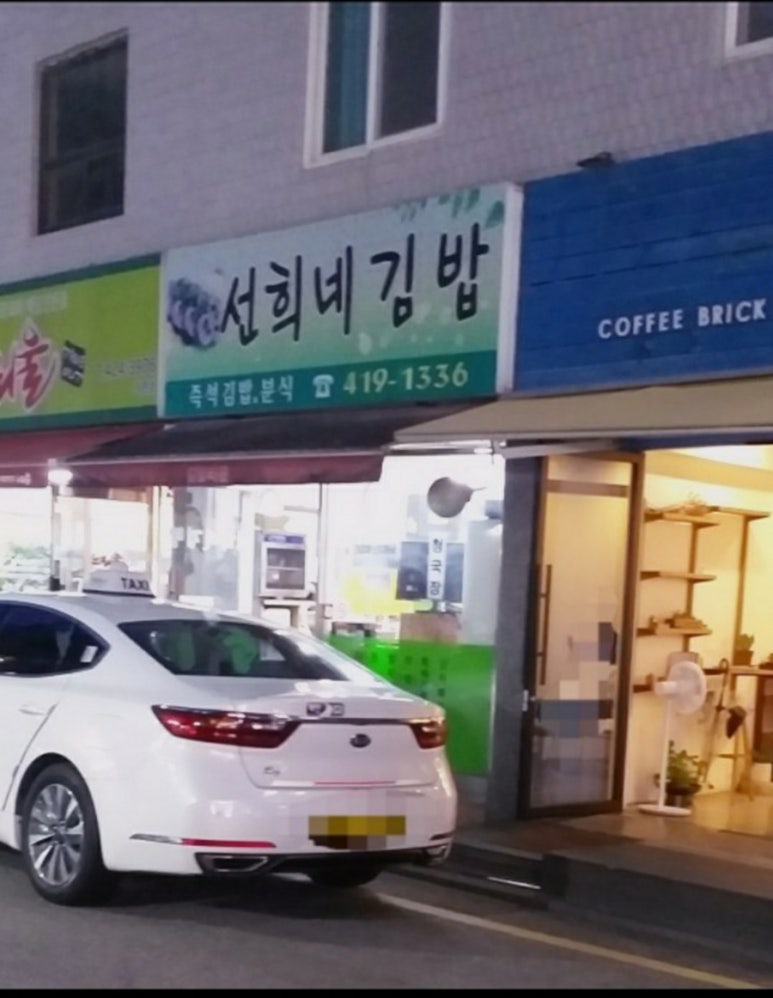 선희네김밥
즉석김밥.분식 ☎ 419-1336
COFFEE BRICK
울
TAXI
청국장